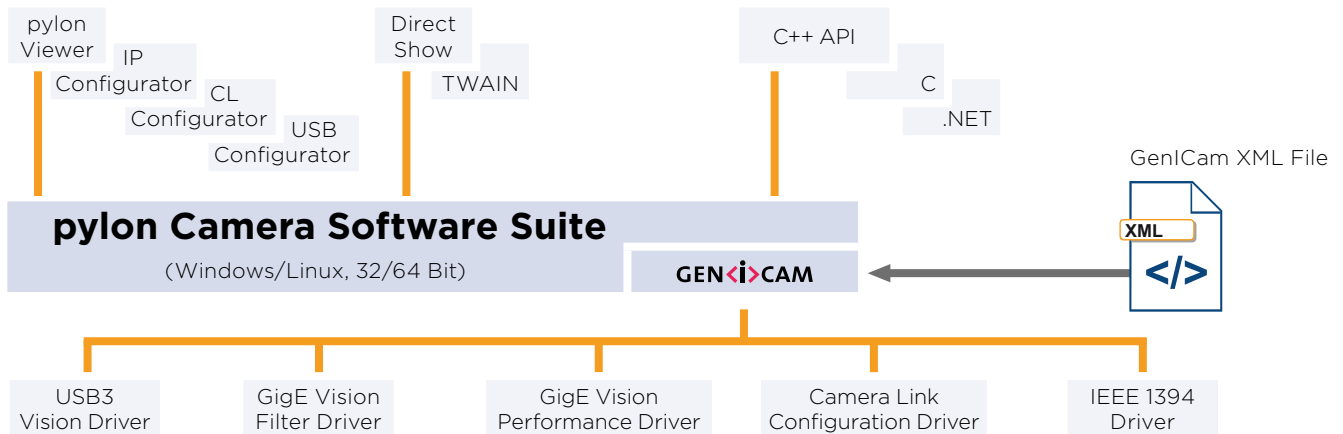 pylon
Viewer
IP
Configurator
CL
Configurator
USB
Configurator
Direct
Show
TWAIN
C++ API
C
.NET
GenICam XML File
XML
</>
pylon Camera Software Suite
(Windows/Linux, 32/64 Bit)
GEN<i>CAM
USB3
Vision Driver
GigE Vision
Filter Driver
GigE Vision
Performance Driver
Camera Link
Configuration Driver
IEEE 1394
Driver